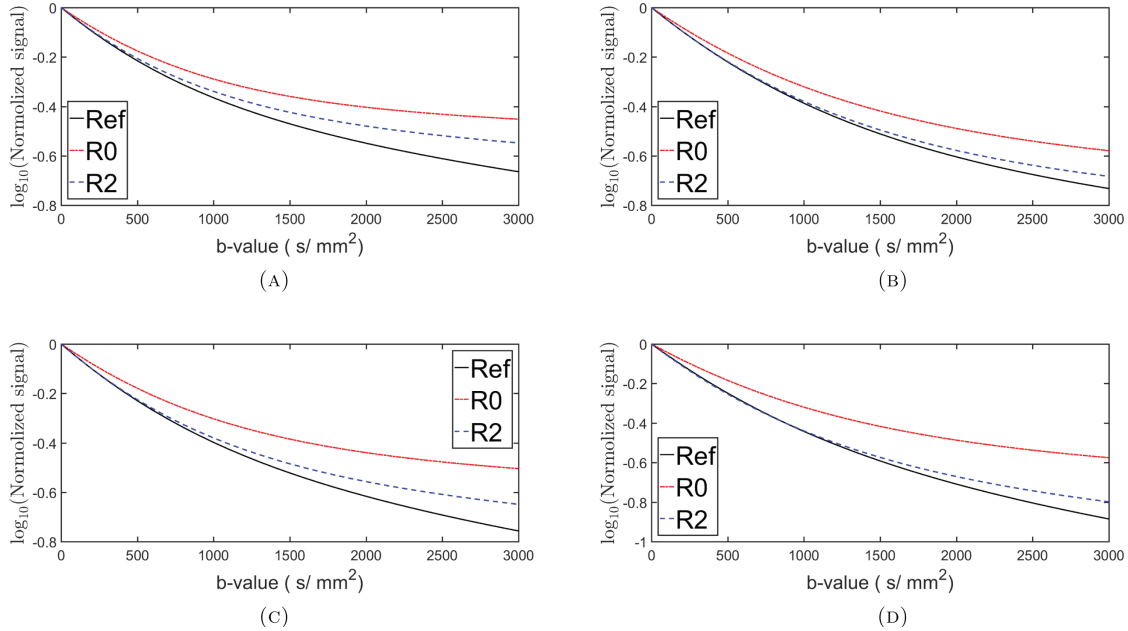 log₁₀(Normolized signal)
0
-0.2
-0.4
-0.6
-0.8
Ref
R0
R2
0 500 1000 1500 2000 2500 3000
b-value ( s/ mm²)
(A)
log₁₀(Normolized signal)
0
-0.2
-0.4
-0.6
-0.8
Ref
R0
R2
0 500 1000 1500 2000 2500 3000
b-value ( s/ mm²)
(B)
log₁₀(Normolized signal)
0
-0.2
-0.4
-0.6
-0.8
Ref
R0
R2
0 500 1000 1500 2000 2500 3000
b-value ( s/ mm²)
(C)
log₁₀(Normolized signal)
0
-0.2
-0.4
-0.6
-0.8
-1
Ref
R0
R2
0 500 1000 1500 2000 2500 3000
b-value ( s/ mm²)
(D)